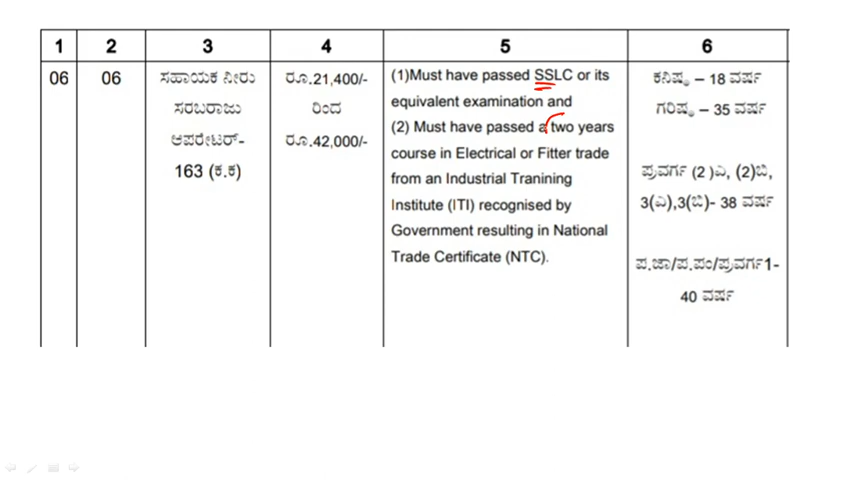 1 2 3 4 5 6
06 06 ಸಹಾಯಕ ನೀರು ಸರಬರಾಜು ಆಪರೇಟರ್- 163 (ಕ.ಕ)
ರೂ.21,400/-
ರಿಂದ
ರೂ.42,000/-
(1)Must have passed SSLC or its
equivalent examination and
(2) Must have passed a two years
course in Electrical or Fitter trade
from an Industrial Tranining
Institute (ITI) recognised by
Government resulting in National
Trade Certificate (NTC).
ಕನಿಷ್ಠ – 18 ವರ್ಷ
ಗರಿಷ್ಠ – 35 ವರ್ಷ
ಪ್ರವರ್ಗ (2 )ಎ, (2)ಬಿ,
3(ಎ),3(ಬಿ)- 38 ವರ್ಷ
ಪ.ಜಾ/ಪ.ಪಂ/ಪ್ರವರ್ಗ1-
40 ವರ್ಷ